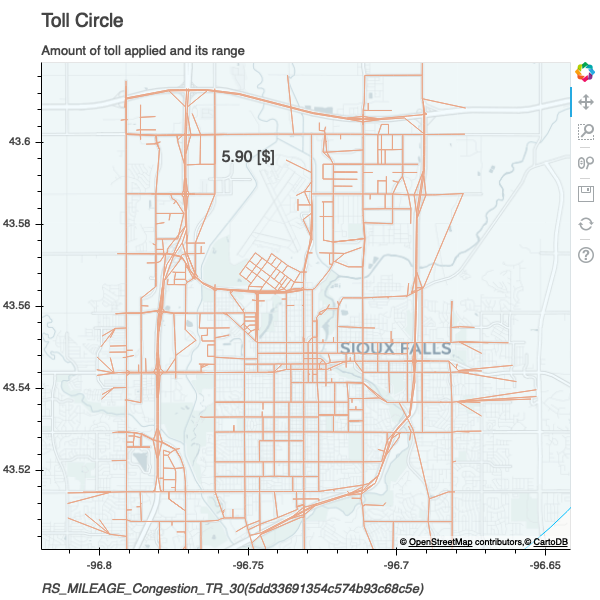 Toll Circle
Amount of toll applied and its range
43.6
5.90 [$]
43.58
43.56
SIOUX FALLS
43.54
43.52
© OpenStreetMap contributors,© CartoDB
-96.8
-96.75
-96.7
-96.65
RS_MILEAGE_Congestion_TR_30(5dd33691354c574b93c68c5e)